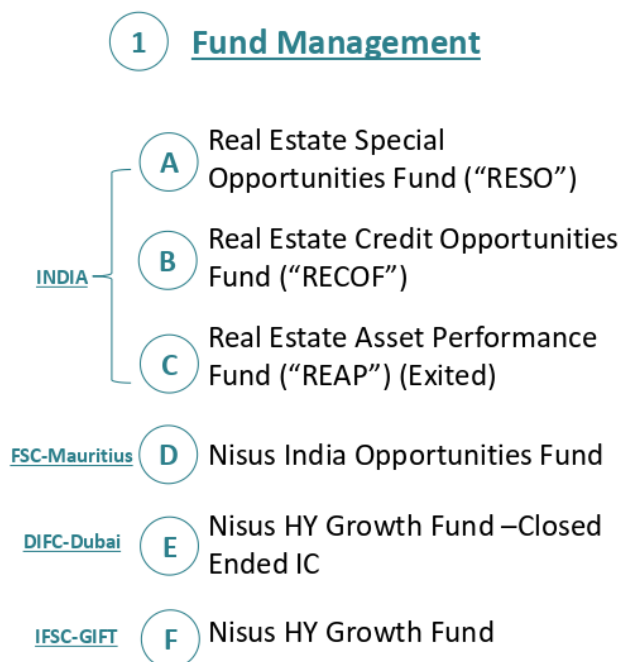 1 Fund Management
A Real Estate Special
Opportunities Fund (“RESO”)
INDIA
B Real Estate Credit Opportunities
Fund (“RECOF”)
C Real Estate Asset Performance
Fund (“REAP”) (Exited)
FSC-Mauritius D Nisus India Opportunities Fund
DIFC-Dubai E Nisus HY Growth Fund –Closed
Ended IC
IFSC-GIFT F Nisus HY Growth Fund